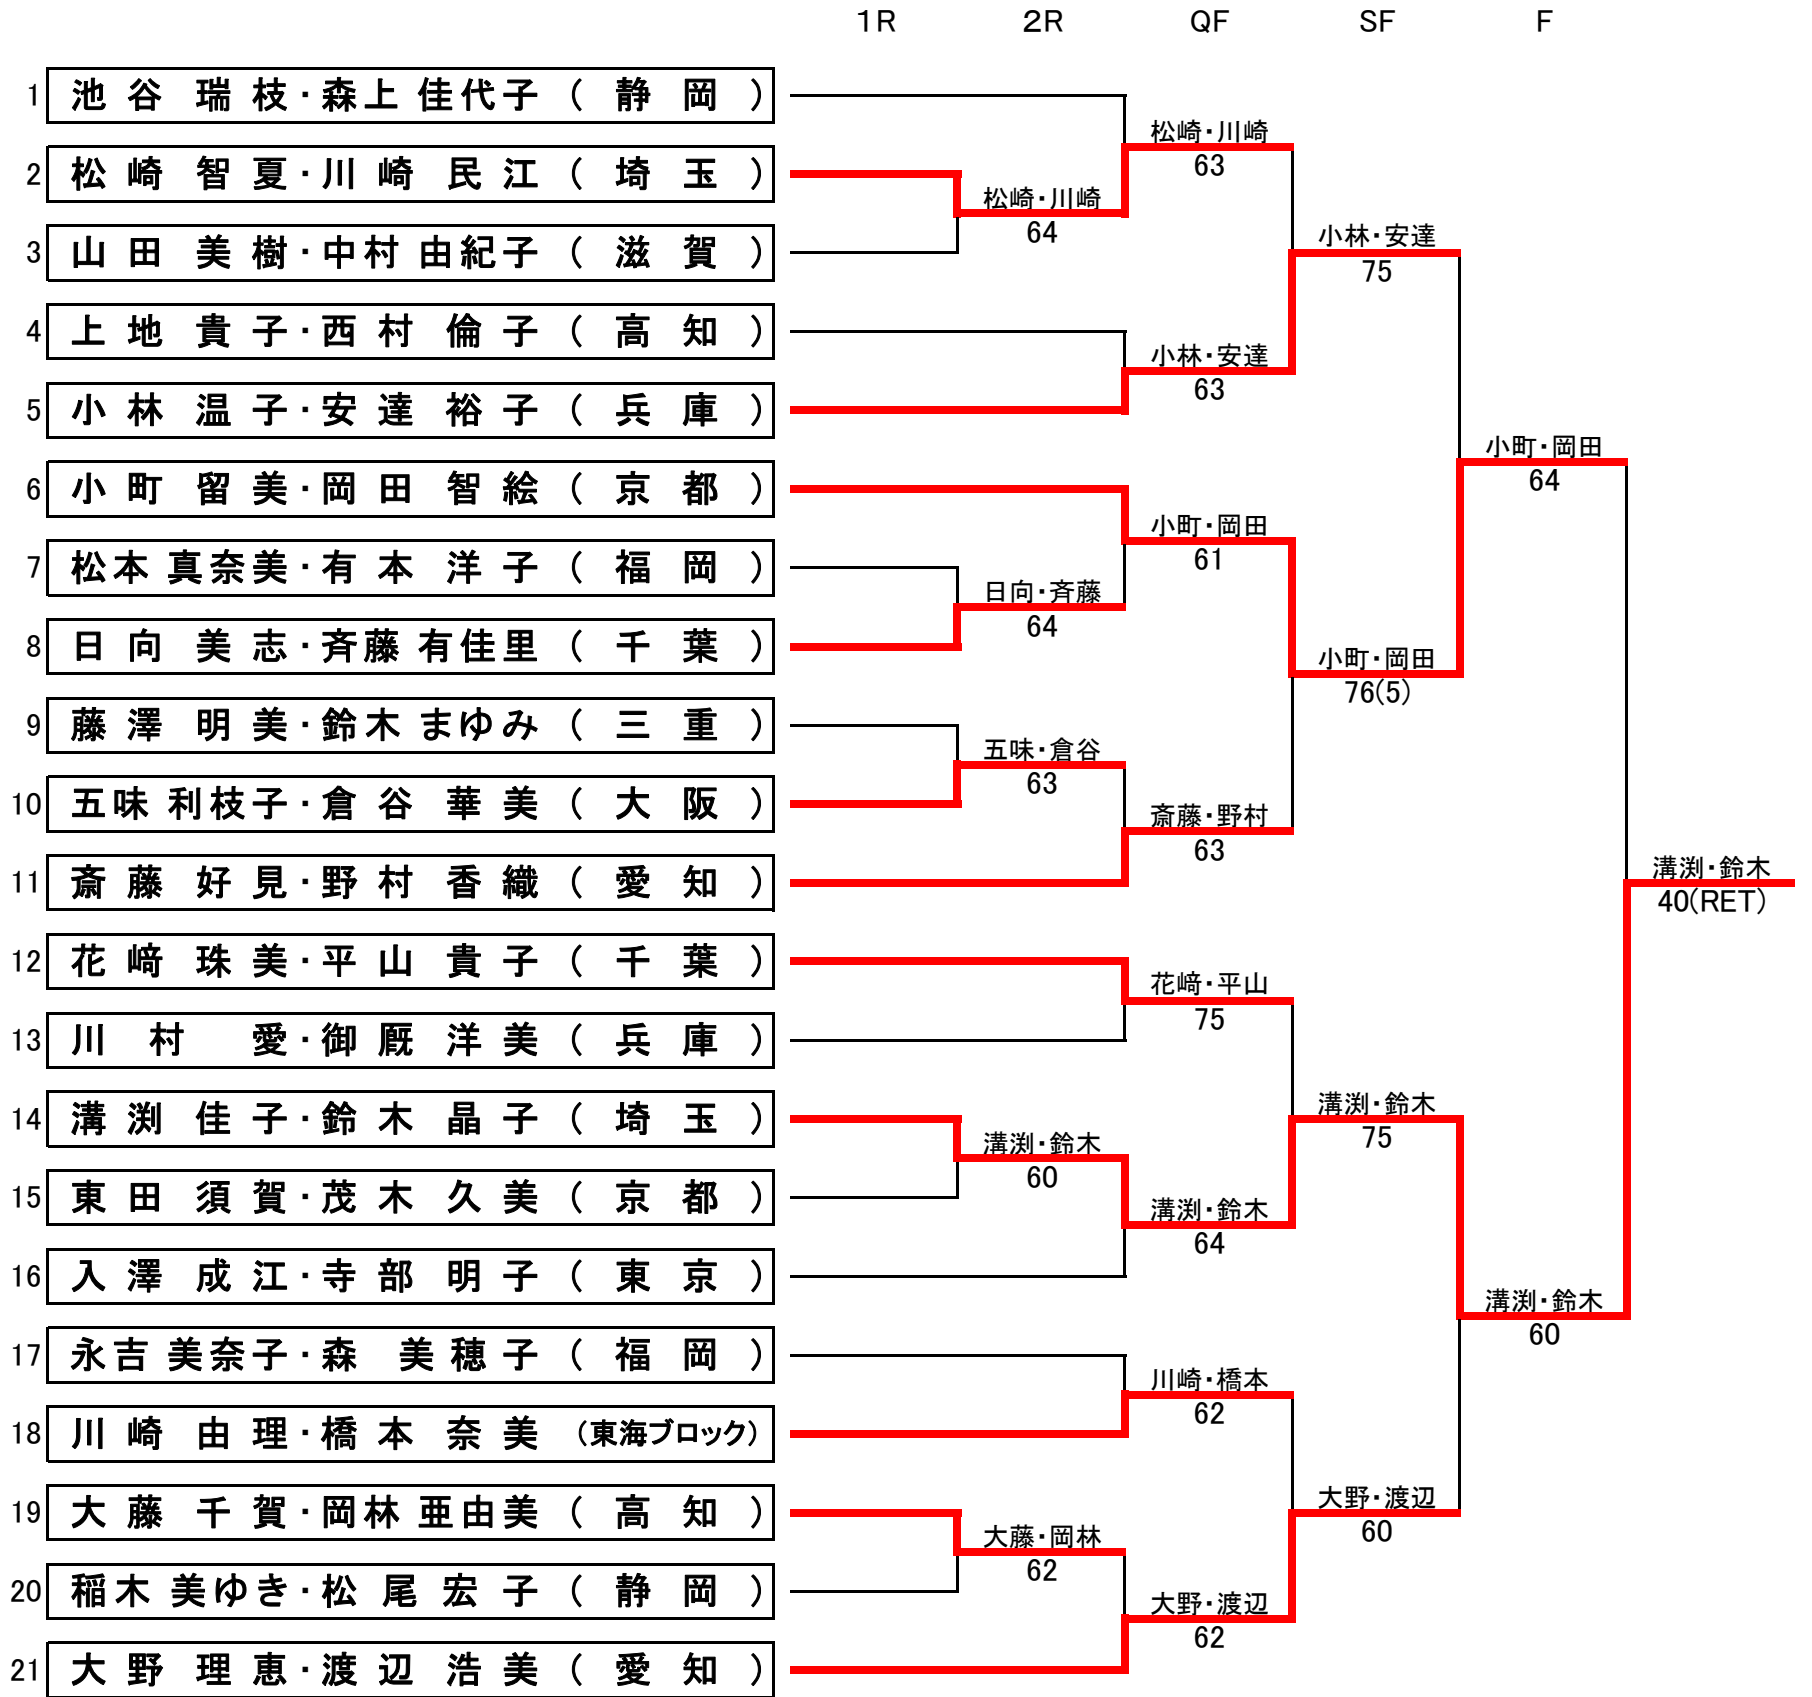 1R 2R QF SF F
1 池谷 瑞枝・森上 佳代子 ( 静岡 )
2 松崎 智夏・川崎 民江 ( 埼玉 )
3 山田 美樹・中村 由紀子 ( 滋賀 )
4 上地 貴子・西村 倫子 ( 高知 )
5 小林 温子・安達 裕子 ( 兵庫 )
6 小町 留美・岡田 智絵 ( 京都 )
7 松本 真奈美・有本 洋子 ( 福岡 )
8 日向 美志・斉藤 有佳里 ( 千葉 )
9 藤澤 明美・鈴木 まゆみ ( 三重 )
10 五味 利枝子・倉谷 華美 ( 大阪 )
11 斎藤 好見・野村 香織 ( 愛知 )
12 花﨑 珠美・平山 貴子 ( 千葉 )
13 川村 愛・御厩 洋美 ( 兵庫 )
14 溝渕 佳子・鈴木 晶子 ( 埼玉 )
15 東田 須賀・茂木 久美 ( 京都 )
16 入澤 成江・寺部 明子 ( 東京 )
17 永吉 美奈子・森 美穂子 ( 福岡 )
18 川崎 由理・橋本 奈美 (東海ブロック)
19 大藤 千賀・岡林 亜由美 ( 高知 )
20 稲木 美ゆき・松尾 宏子 ( 静岡 )
21 大野 理恵・渡辺 浩美 ( 愛知 )
松崎・川崎
64
日向・斉藤
64
五味・倉谷
63
溝渕・鈴木
60
大藤・岡林
62
松崎・川崎
63
小林・安達
63
小町・岡田
61
斎藤・野村
63
花﨑・平山
75
溝渕・鈴木
64
川崎・橋本
62
大野・渡辺
62
小林・安達
75
小町・岡田
76(5)
溝渕・鈴木
75
大野・渡辺
60
小町・岡田
64
溝渕・鈴木
60
溝渕・鈴木
40(RET)